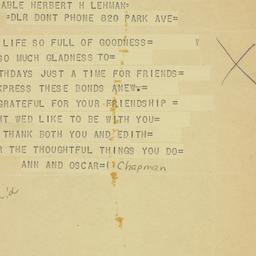 ABLE HERBERT H LEHMAN=
=DLR DONT PHONE 820 PARK AVE=
LIFE SO FULL OF GOODNESS=
SO MUCH GLADNESS TO=
THDAYS JUST A TIME FOR FRIENDS=
XPRESS THESE BONDS ANEW.=
GRATEFUL FOR YOUR FRIENDSHIP =
HT WED LIKE TO BE WITH YOU=
THANK BOTH YOU AND EDITH=
R THE THOUGHTFUL THINGS YOU DO=
ANN AND OSCAR=( Chapman